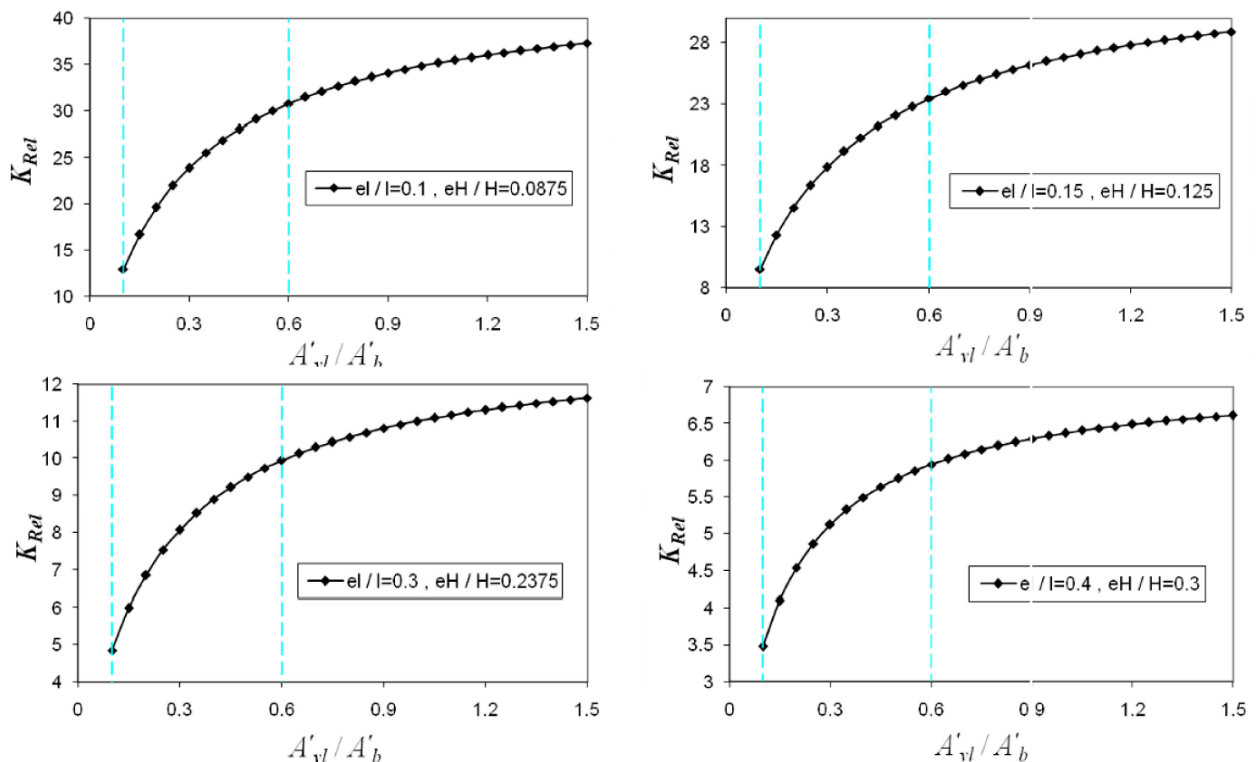 40
35
30
25
20
15
10
K_Rel
0 0.3 0.6 0.9 1.2 1.5
A'_vl / A'_b
el / l=0.1 , eH / H=0.0875
28
23
18
13
8
K_Rel
0 0.3 0.6 0.9 1.2 1.5
A'_vl / A'_b
el / l=0.15 , eH / H=0.125
12
11
10
9
8
7
6
5
4
K_Rel
0 0.3 0.6 0.9 1.2 1.5
A'_vl / A'_b
el / l=0.3 , eH / H=0.2375
7
6.5
6
5.5
5
4.5
4
3.5
3
K_Rel
0 0.3 0.6 0.9 1.2 1.5
A'_vl / A'_b
el / l=0.4 , eH / H=0.3